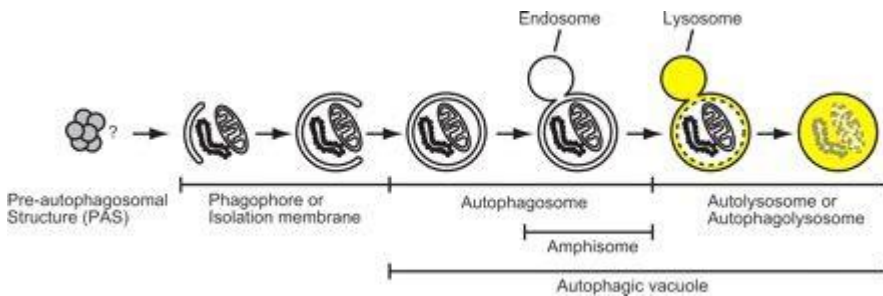 Endosome
Lysosome
?
Pre-autophagosomal
Structure (PAS)
Phagophore or
Isolation membrane
Autophagosome
Autolysosome or
Autophagolysosome
Amphisome
Autophagic vacuole